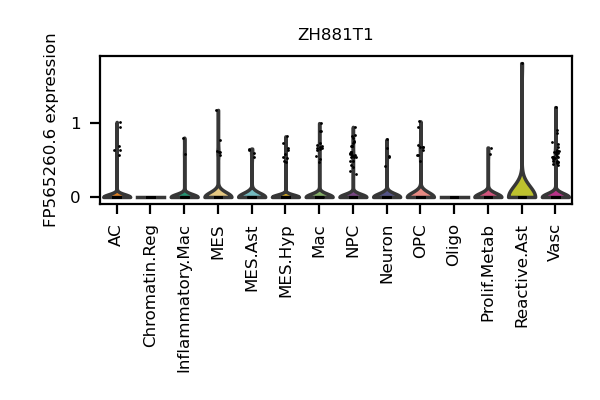 ZH881T1
FP565260.6 expression
1
0
AC
Chromatin.Reg
Inflammatory.Mac
MES
MES.Ast
MES.Hyp
Mac
NPC
Neuron
OPC
Oligo
Prolif.Metab
Reactive.Ast
Vasc